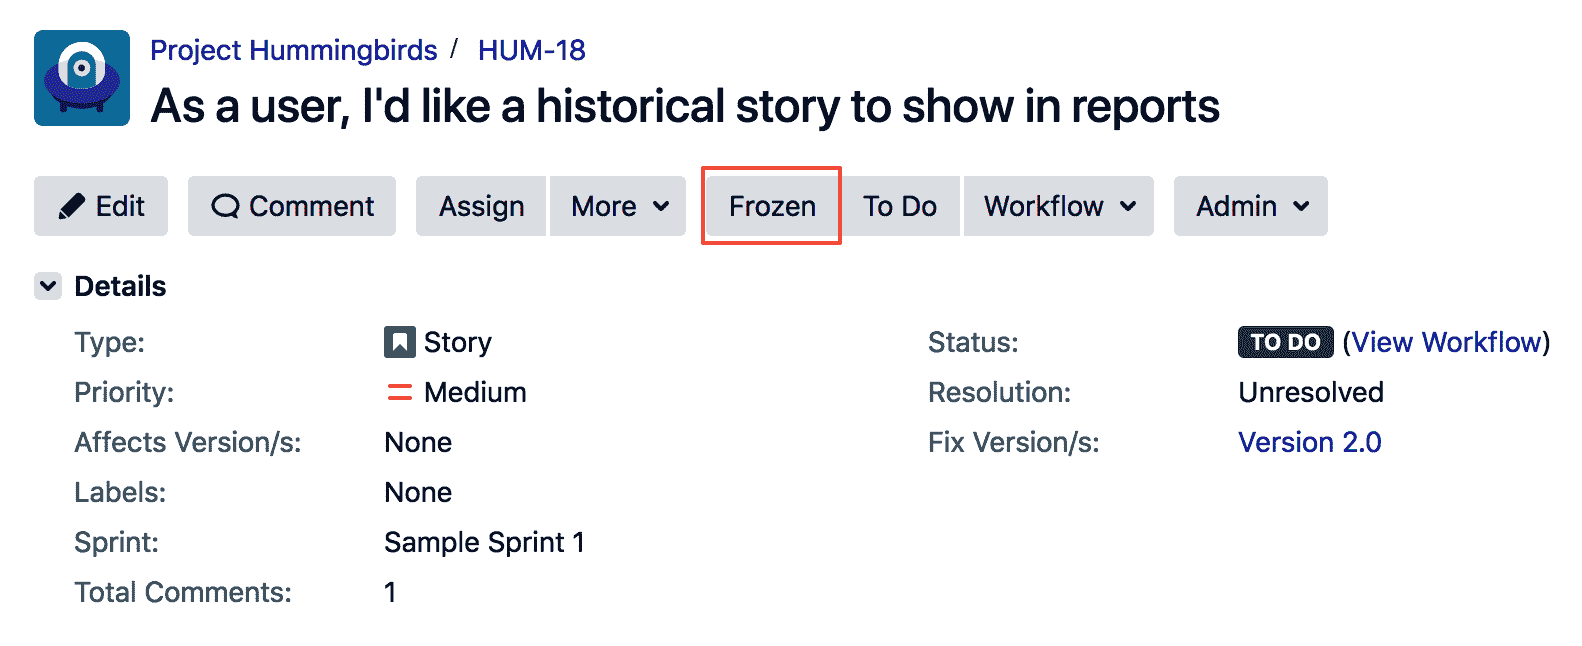 Project Hummingbirds / HUM-18
As a user, I'd like a historical story to show in reports
Edit Comment Assign More Frozen To Do Workflow Admin
Details
Type: Story Status: TO DO (View Workflow)
Priority: Medium Resolution: Unresolved
Affects Version/s: None Fix Version/s: Version 2.0
Labels: None
Sprint: Sample Sprint 1
Total Comments: 1